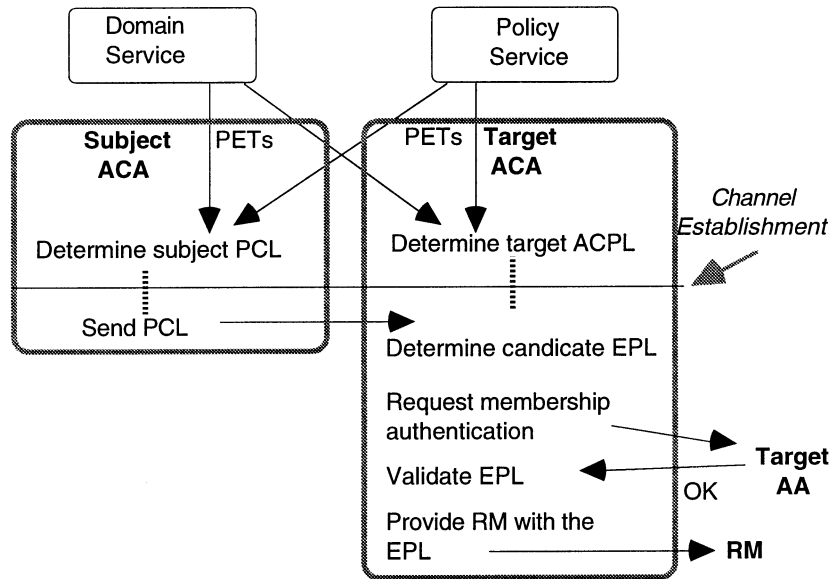 Domain
Service
Policy
Service
Subject
ACA
PETs
PETs
Target
ACA
Channel
Establishment
Determine subject PCL
Determine target ACPL
Send PCL
Determine candicate EPL
Request membership
authentication
Target
AA
Validate EPL
OK
Provide RM with the
EPL
RM